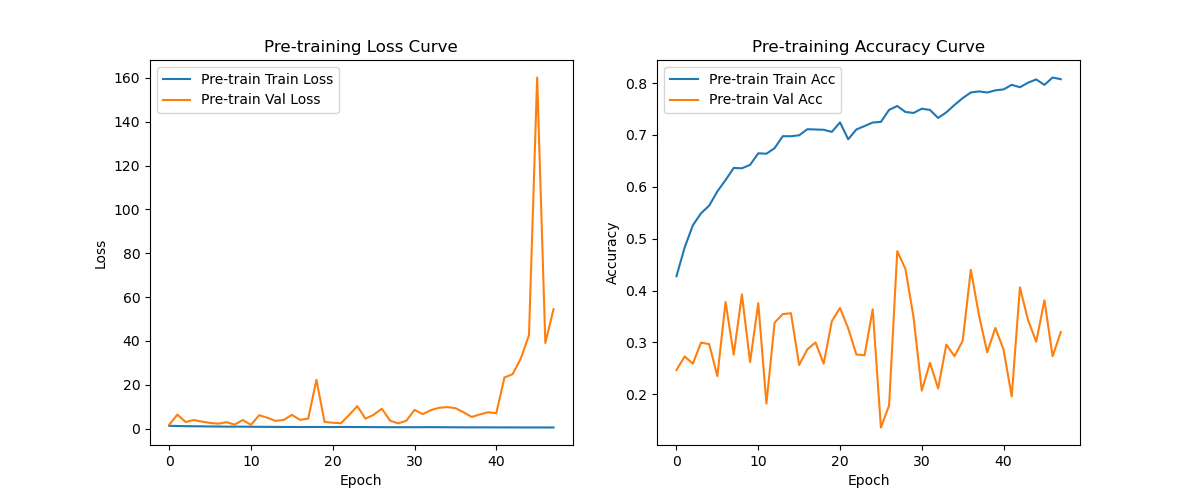 Pre-training Loss Curve
Pre-train Train Loss
Pre-train Val Loss
160
140
120
100
80
60
40
20
0
Loss
0 10 20 30 40
Epoch
Pre-training Accuracy Curve
Pre-train Train Acc
Pre-train Val Acc
0.8
0.7
0.6
0.5
0.4
0.3
0.2
Accuracy
0 10 20 30 40
Epoch